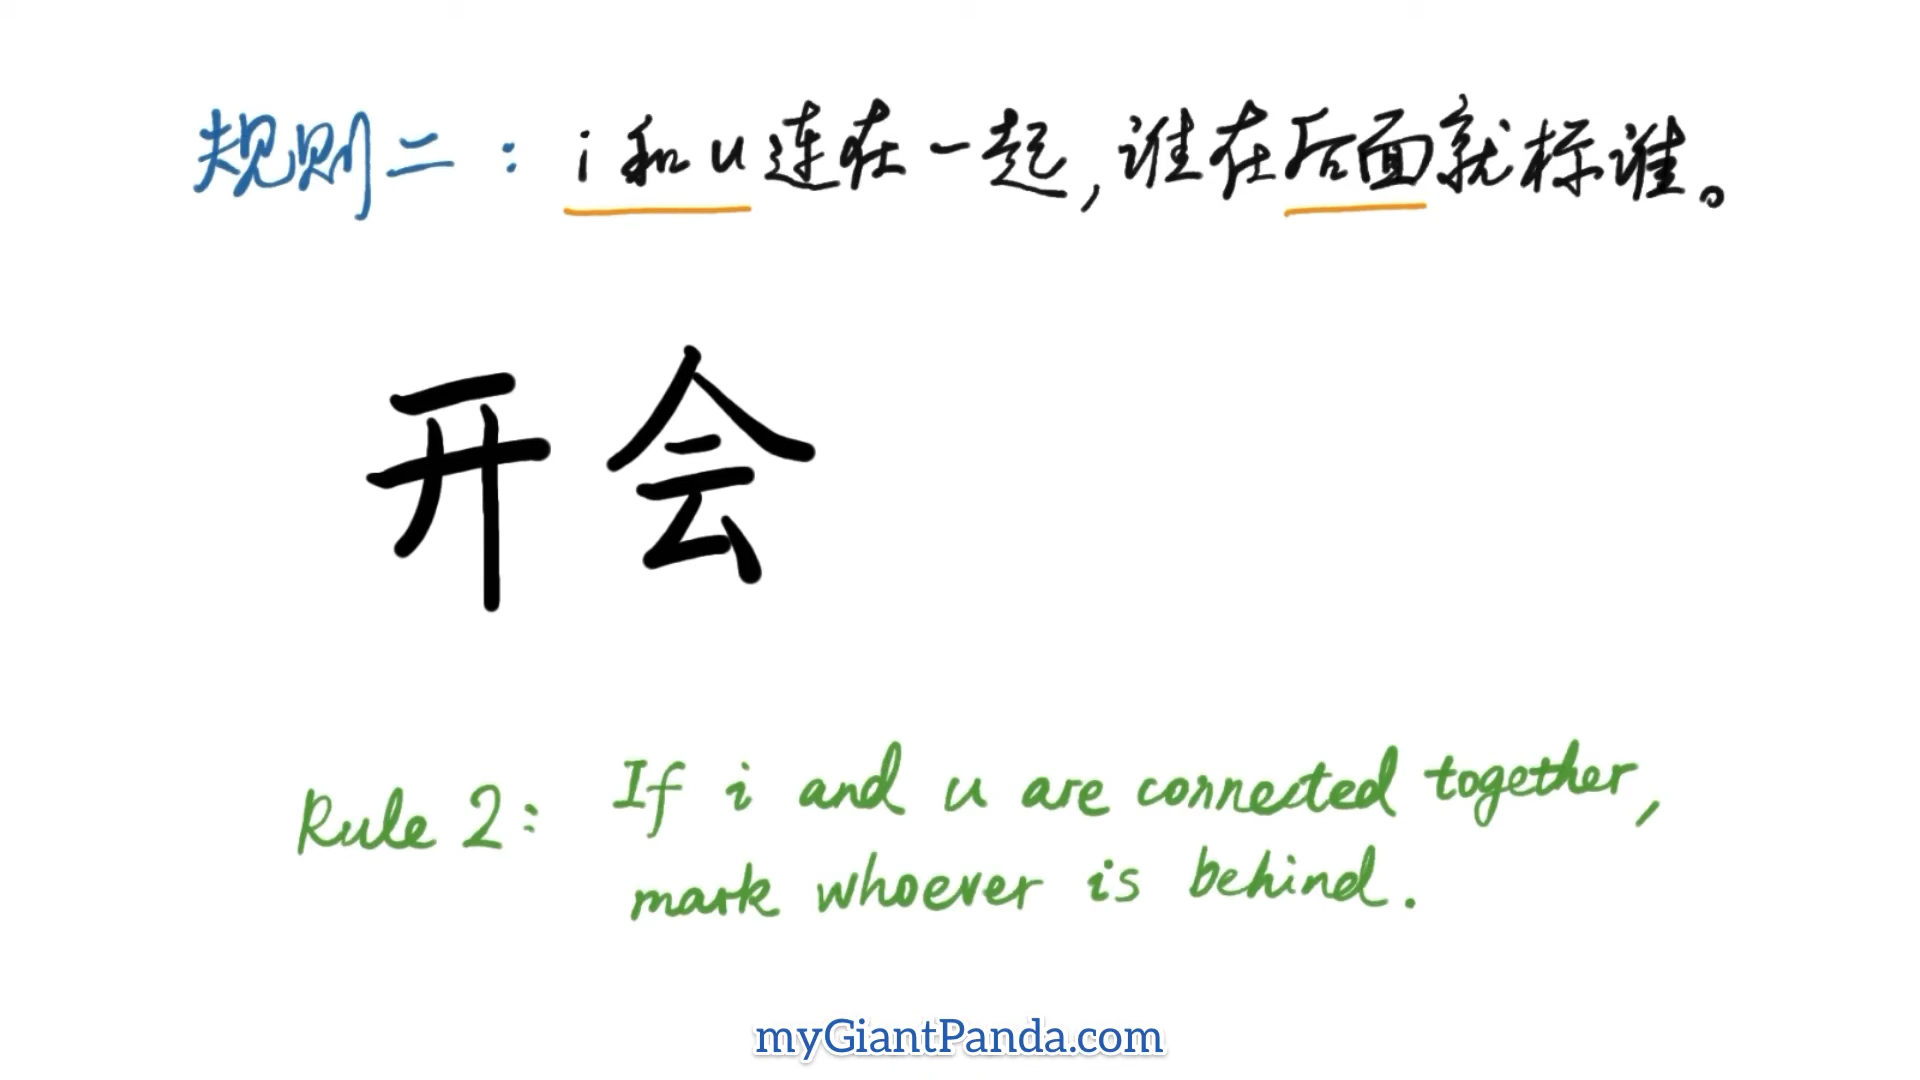 规则二：i和u连在一起,谁在后面就标谁。
开会
Rule 2: If i and u are connected together,
mark whoever is behind.
myGiantPanda.com